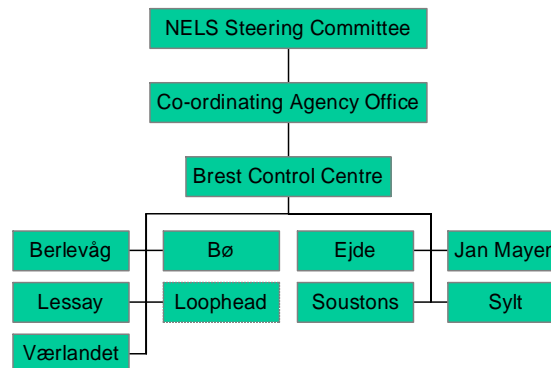 NELS Steering Committee
Co-ordinating Agency Office
Brest Control Centre
Berlevåg
Bø
Ejde
Jan Mayen
Lessay
Loophead
Soustons
Sylt
Værlandet